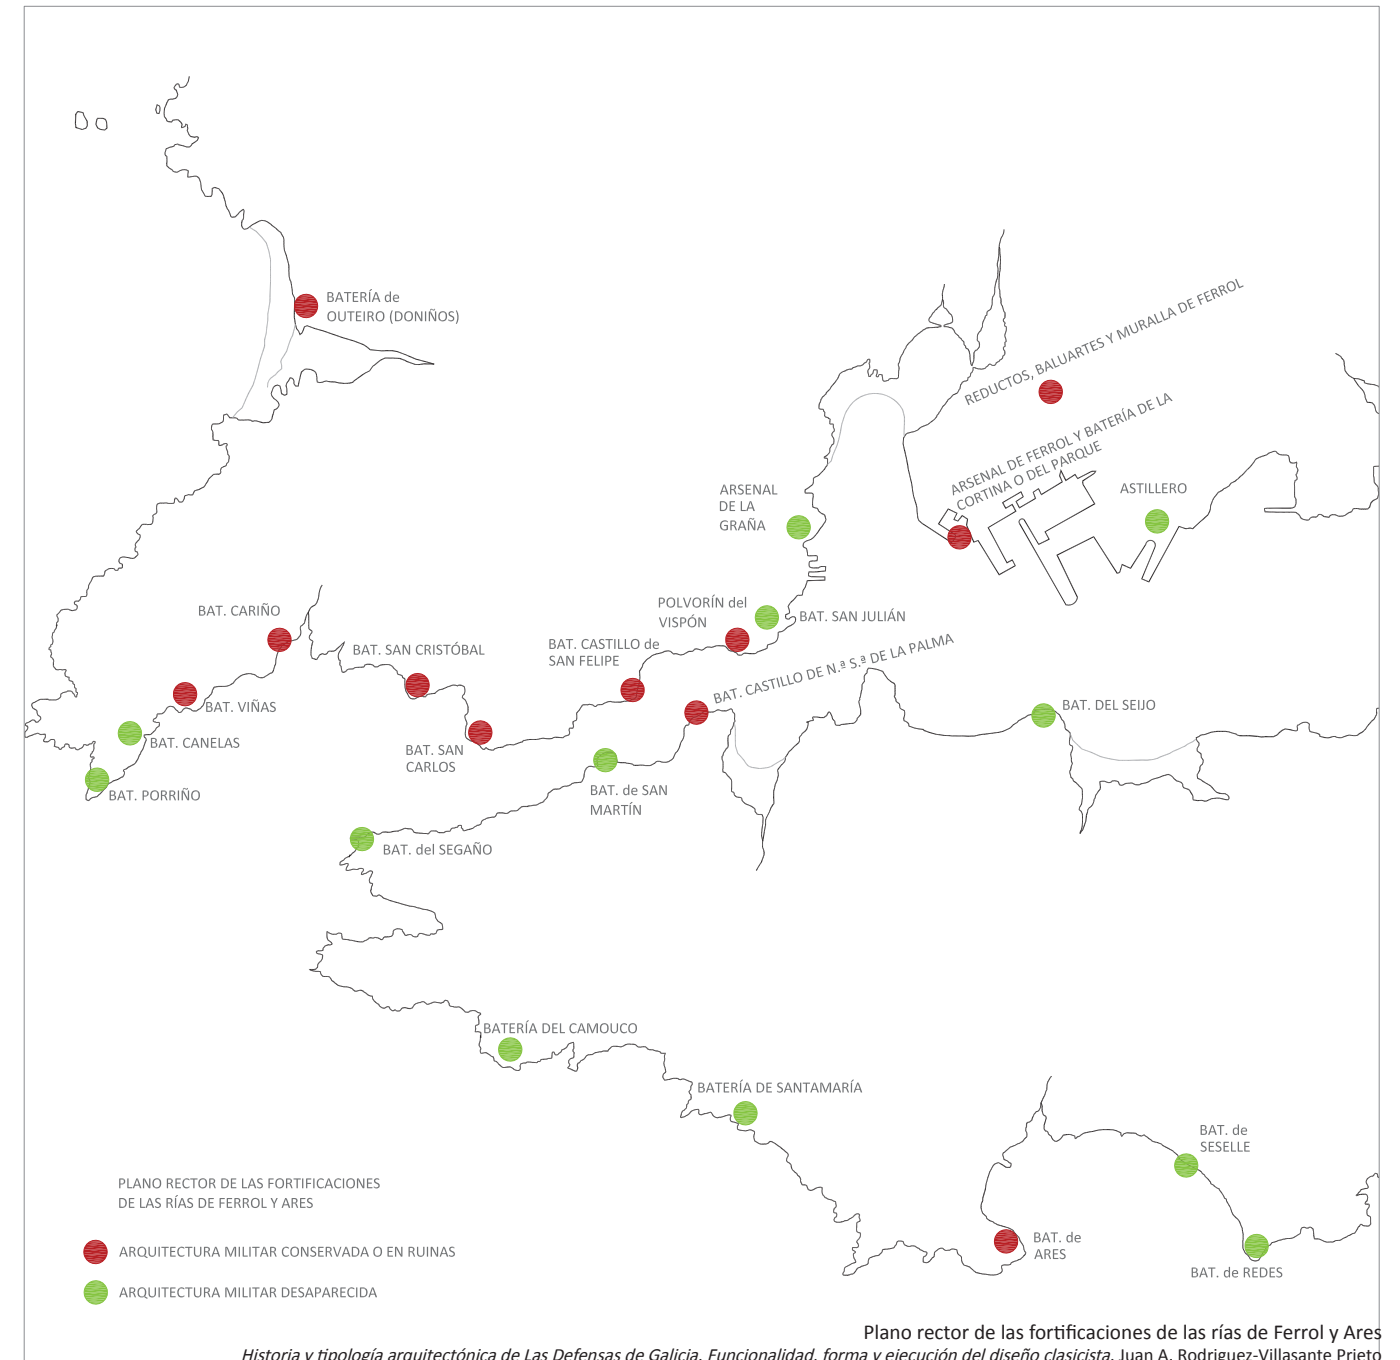 BATERÍA de
OUTEIRO (DONIÑOS)
REDUCTOS, BALUARTES Y MURALLA DE FERROL
ARSENAL DE FERROL Y BATERÍA DE LA
CORTINA O DEL PARQUE
ASTILLERO
ARSENAL
DE LA
GRAÑA
POLVORÍN del
VISPÓN
BAT. SAN JULIÁN
BAT. CARIÑO
BAT. SAN CRISTÓBAL
BAT. CASTILLO de
SAN FELIPE
BAT. CASTILLO DE N.ª S.ª DE LA PALMA
BAT. VIÑAS
BAT. DEL SEIJO
BAT. CANELAS
BAT. SAN
CARLOS
BAT. PORRIÑO
BAT. de SAN
MARTÍN
BAT. del SEGAÑO
BATERÍA DEL CAMOUCO
BATERÍA DE SANTAMARÍA
BAT. de
SESELLE
BAT. de
ARES
BAT. de REDES
PLANO RECTOR DE LAS FORTIFICACIONES
DE LAS RÍAS DE FERROL Y ARES
ARQUITECTURA MILITAR CONSERVADA O EN RUINAS
ARQUITECTURA MILITAR DESAPARECIDA
Plano rector de las fortificaciones de las rías de Ferrol y Ares
Historia y tipología arquitectónica de Las Defensas de Galicia. Funcionalidad, forma y ejecución del diseño clasicista. Juan A. Rodriguez-Villasante Prieto